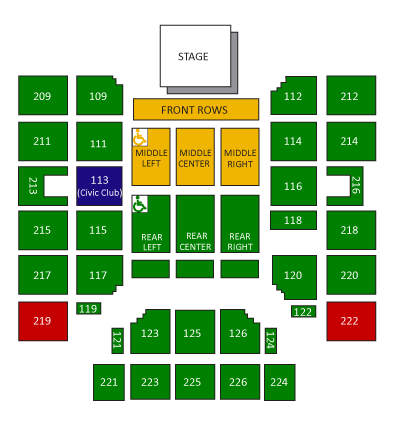 STAGE
FRONT ROWS
209
109
112
212
211
111
MIDDLE
LEFT
MIDDLE
CENTER
MIDDLE
RIGHT
114
214
213
113
(Civic Club)
116
216
215
115
REAR
LEFT
REAR
CENTER
REAR
RIGHT
118
218
217
117
120
220
219
119
122
222
121
123
125
126
124
221
223
225
226
224